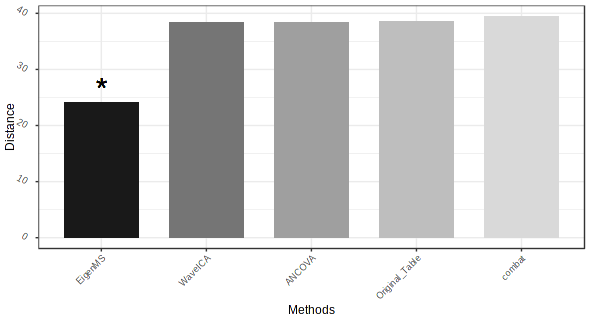 40
30
20
10
0
Distance
*
EigenMS
WaveICA
ANCOVA
Original_Table
combat
Methods